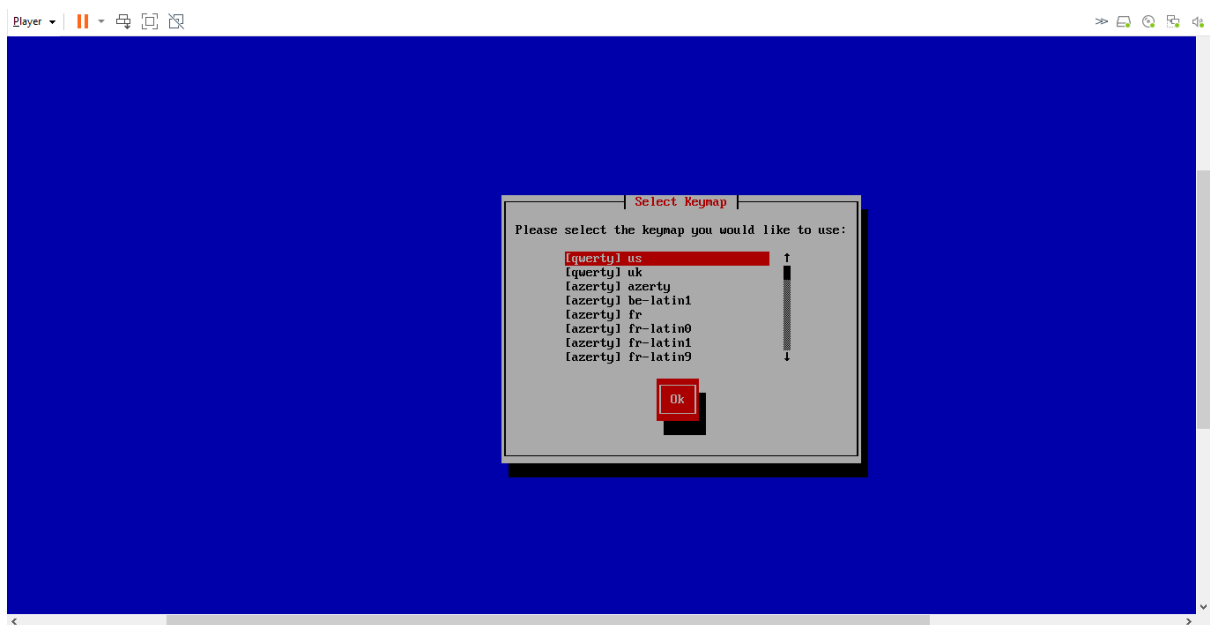 Player
Select Keymap
Please select the keymap you would like to use:
[qwerty] us
[qwerty] uk
[azerty] azerty
[azerty] be-latin1
[azerty] fr
[azerty] fr-latin0
[azerty] fr-latin1
[azerty] fr-latin9
Ok